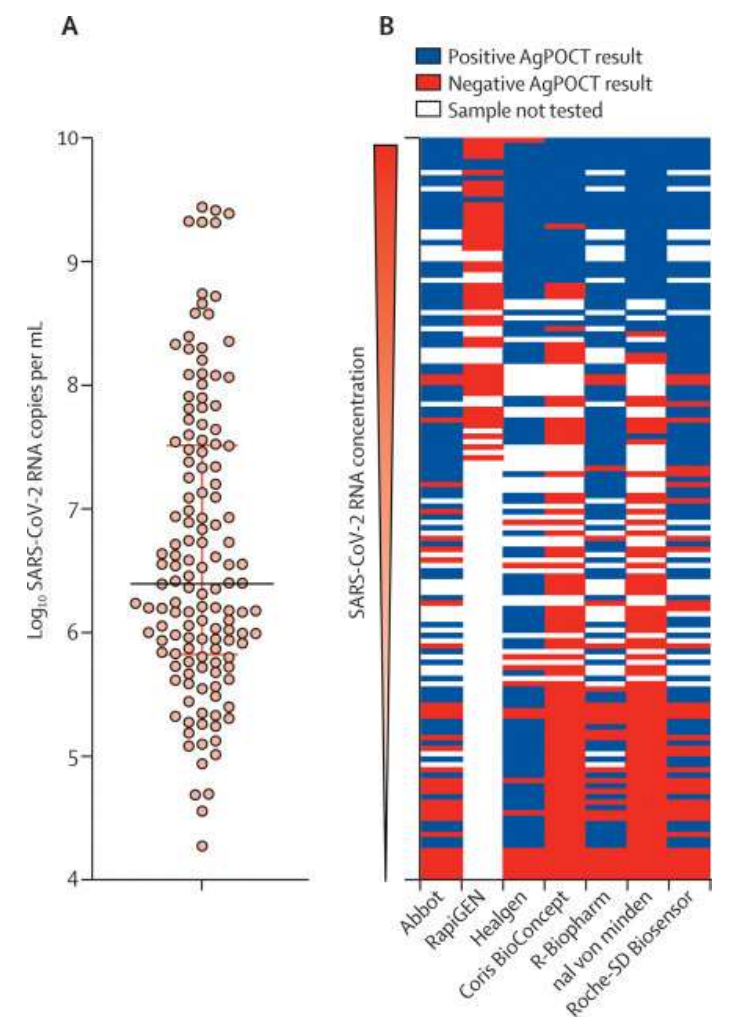 A
B
Positive AgPOCT result
Negative AgPOCT result
Sample not tested
10
9
8
7
6
5
4
Log₁₀ SARS-CoV-2 RNA copies per mL
SARS-CoV-2 RNA concentration
Abbot
RapiGEN
Healgen
Coris BioConcept
R-Biopharm
nal von minden
Roche-SD Biosensor